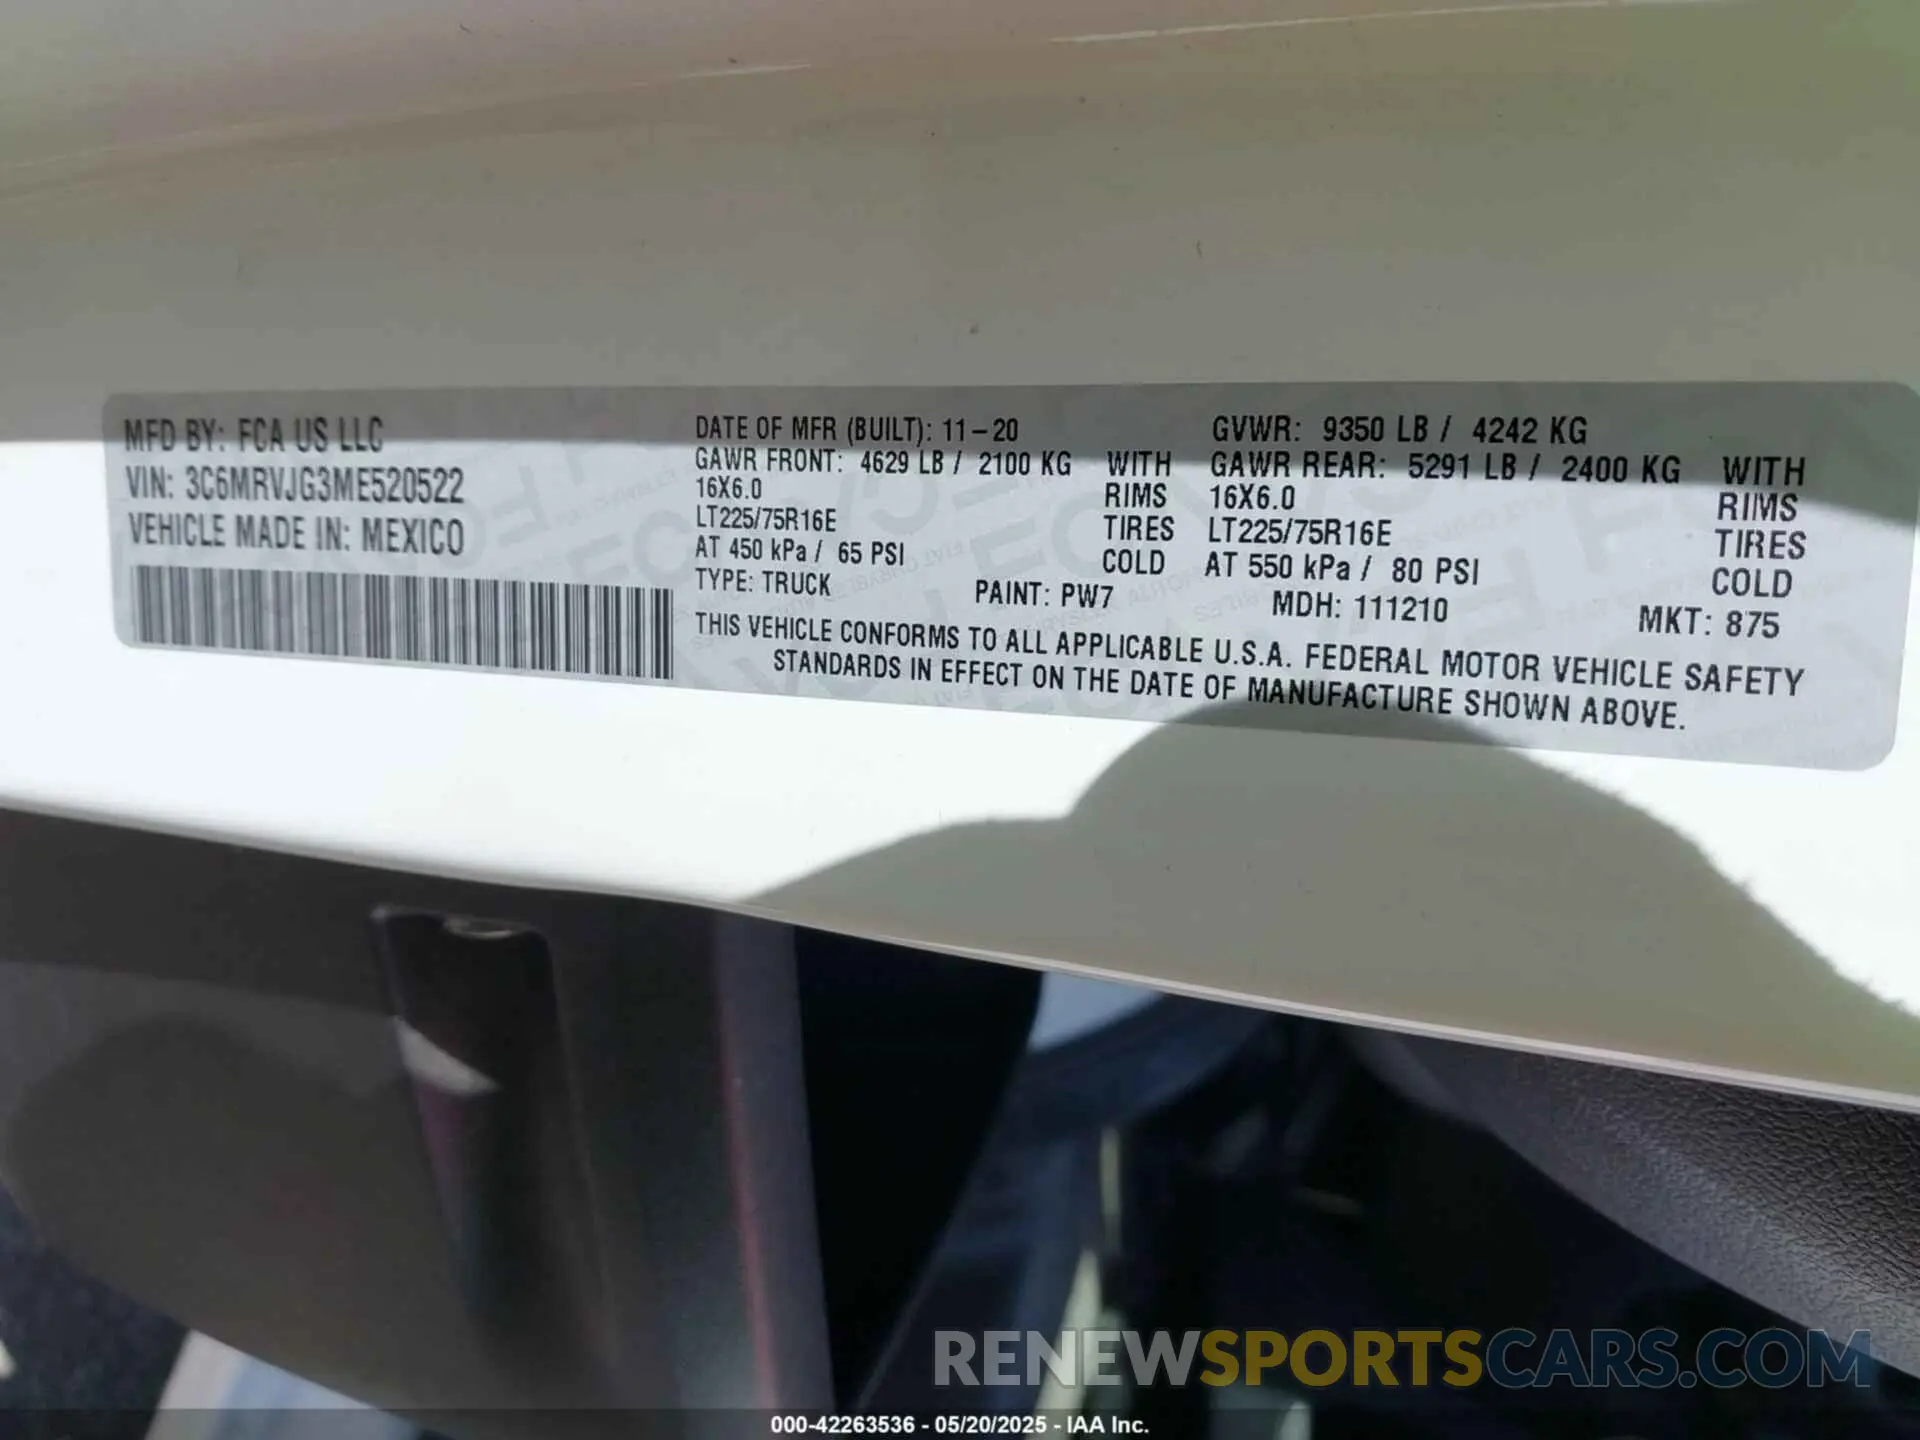 MFD BY: FCA US LLC
VIN: 3C6MRVJG3ME520522
VEHICLE MADE IN: MEXICO
DATE OF MFR (BUILT): 11-20
GAWR FRONT: 4629 LB / 2100 KG WITH
16X6.0 RIMS
LT225/75R16E TIRES
AT 450 kPa / 65 PSI COLD
GVWR: 9350 LB / 4242 KG
GAWR REAR: 5291 LB / 2400 KG WITH
16X6.0 RIMS
LT225/75R16E TIRES
AT 550 kPa / 80 PSI COLD
TYPE: TRUCK PAINT: PW7 MDH: 111210 MKT: 875
THIS VEHICLE CONFORMS TO ALL APPLICABLE U.S.A. FEDERAL MOTOR VEHICLE SAFETY
STANDARDS IN EFFECT ON THE DATE OF MANUFACTURE SHOWN ABOVE.
RENEWSPORTSCARS.COM
000-42263536 - 05/20/2025 - IAA Inc.